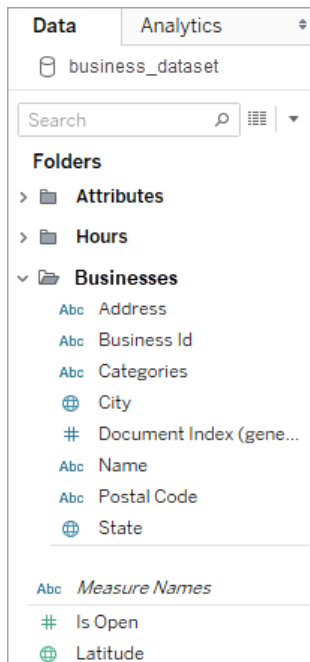 Data Analytics
business_dataset
Search
Folders
Attributes
Hours
Businesses
Abc Address
Abc Business Id
Abc Categories
City
# Document Index (gene...
Abc Name
Abc Postal Code
State
Abc Measure Names
# Is Open
Latitude